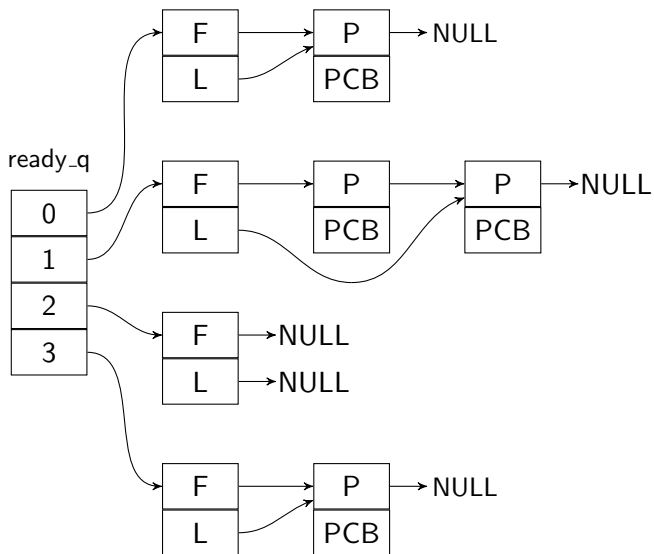 F P NULL
L PCB
ready_q
F P P NULL
0
L PCB PCB
1
2
F NULL
3
L NULL
F P NULL
L PCB